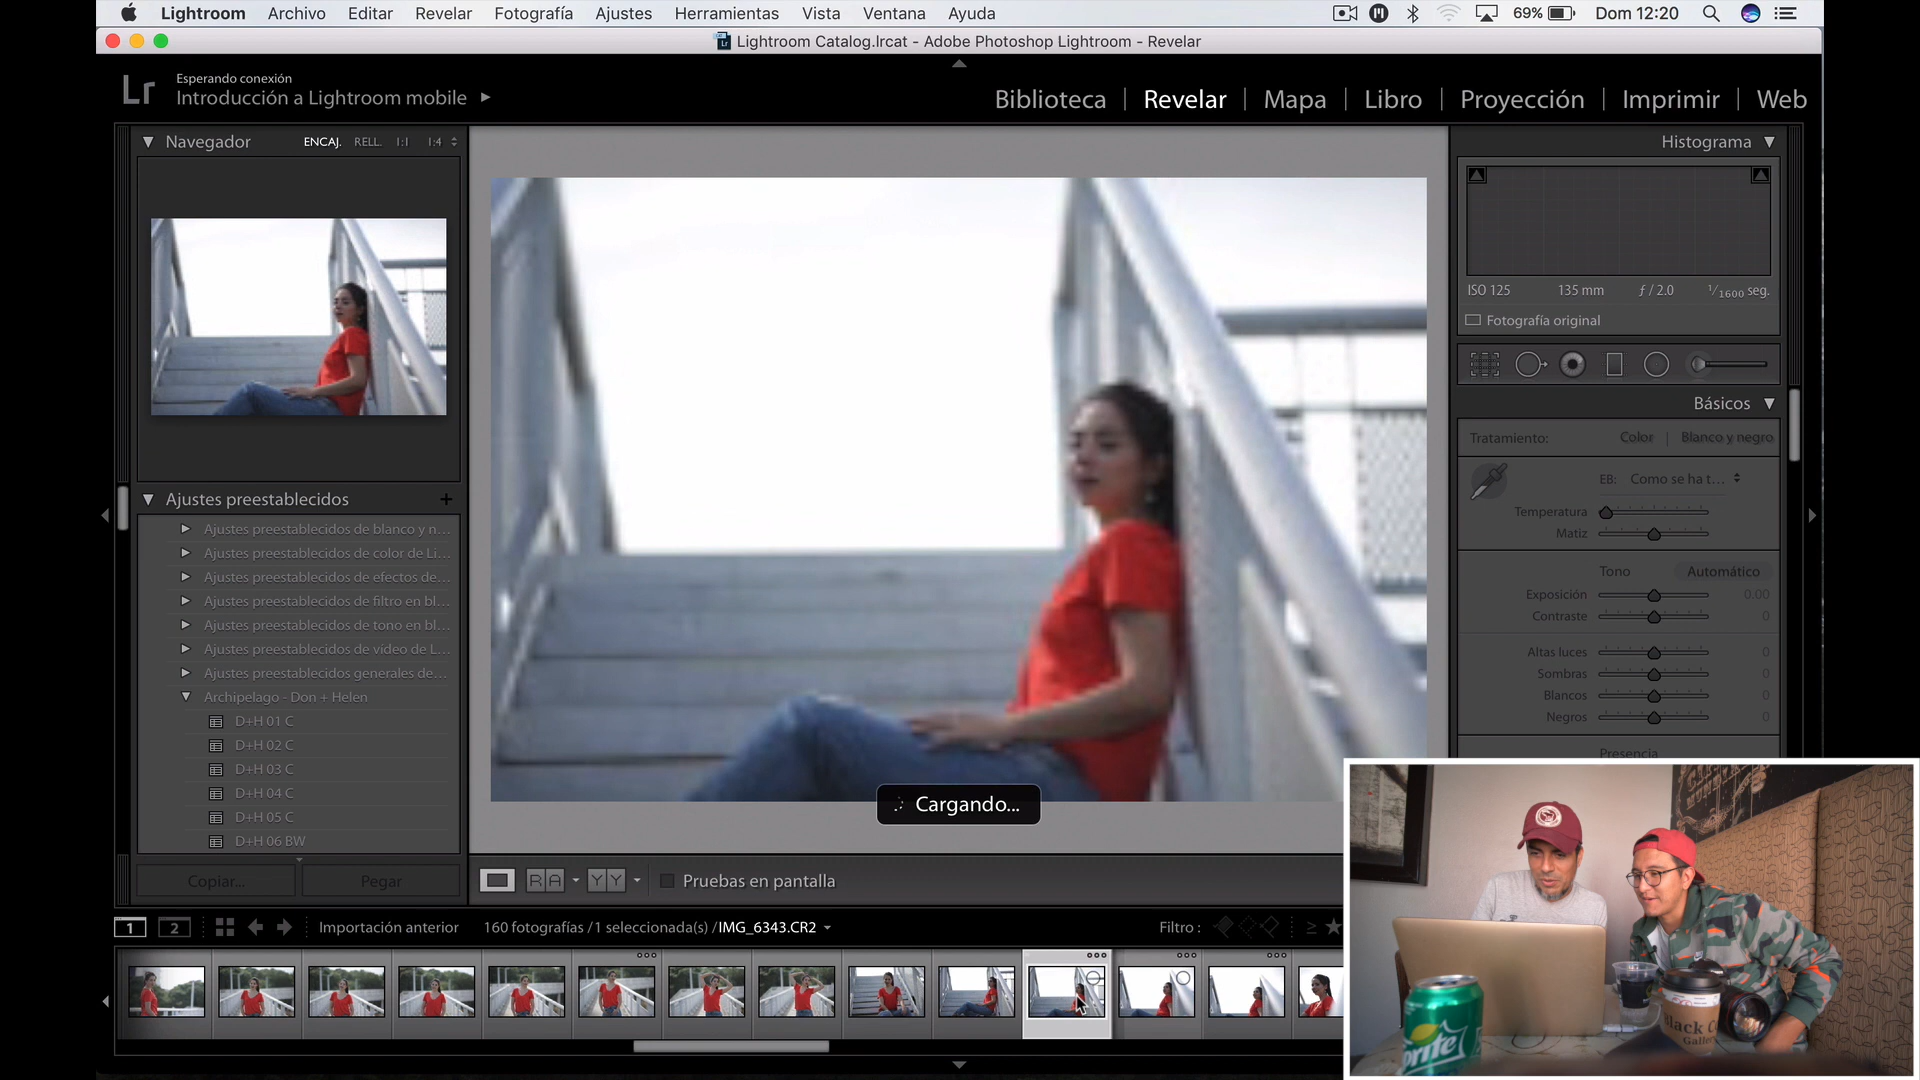 Lightroom Archivo Editar Revelar Fotografía Ajustes Herramientas Vista Ventana Ayuda 69% Dom 12:20
Lightroom Catalog.lrcat - Adobe Photoshop Lightroom - Revelar
Lr
Esperando conexión
Introducción a Lightroom mobile
Biblioteca | Revelar | Mapa | Libro | Proyección | Imprimir | Web
Navegador ENCAJ. RELL. 1:1 1:4
Histograma
ISO 125 135 mm ƒ / 2.0 1/1600 seg.
Fotografía original
Básicos
Tratamiento: Color | Blanco y negro
EB: Como se ha t...
Temperatura
Matiz
Tono Automático
Exposición 0.00
Contraste 0
Altas luces 0
Sombras 0
Blancos 0
Negros 0
Presencia
Ajustes preestablecidos +
Ajustes preestablecidos de blanco y n...
Ajustes preestablecidos de color de Li...
Ajustes preestablecidos de efectos de...
Ajustes preestablecidos de filtro en bl...
Ajustes preestablecidos de tono en bl...
Ajustes preestablecidos de vídeo de L...
Ajustes preestablecidos generales de...
Archipelago - Don + Helen
D+H 01 C
D+H 02 C
D+H 03 C
D+H 04 C
D+H 05 C
D+H 06 BW
Copiar... Pegar
Cargando...
RA YY Pruebas en pantalla
1 2 Importación anterior 160 fotografías /1 seleccionada(s) /IMG_6343.CR2 Filtro :
Sprite
Black C
Galler